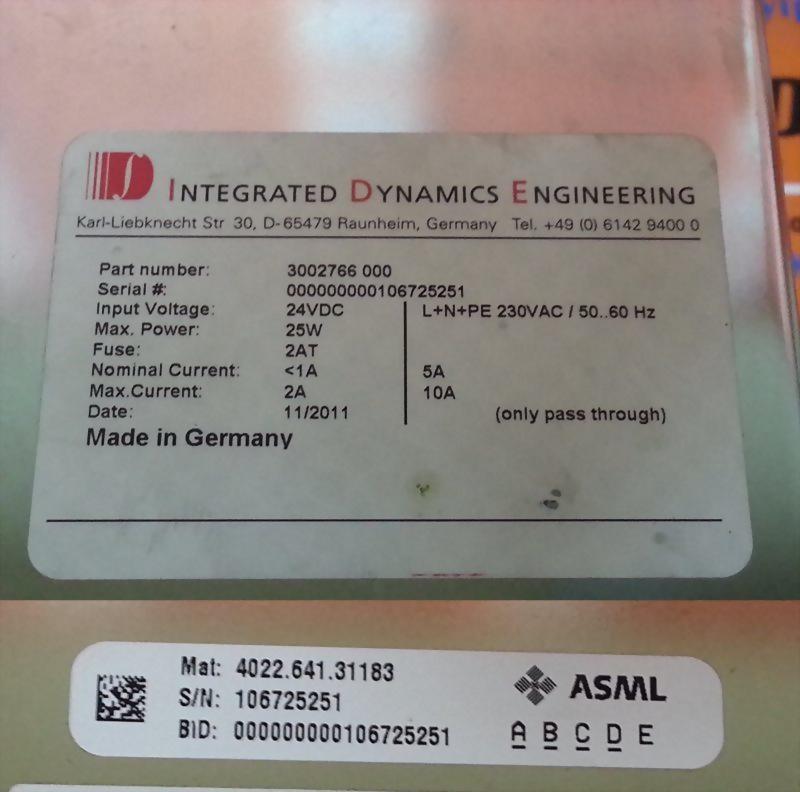 INTEGRATED DYNAMICS ENGINEERING
Karl-Liebknecht Str 30, D-65479 Raunheim, Germany Tel. +49 (0) 6142 9400 0
Part number: 3002766 000
Serial #: 000000000106725251
Input Voltage: 24VDC L+N+PE 230VAC / 50..60 Hz
Max. Power: 25W
Fuse: 2AT
Nominal Current: <1A 5A
Max.Current: 2A 10A
Date: 11/2011 (only pass through)
Made in Germany
Mat: 4022.641.31183
S/N: 106725251
BID: 000000000106725251
ASML
A B C D E